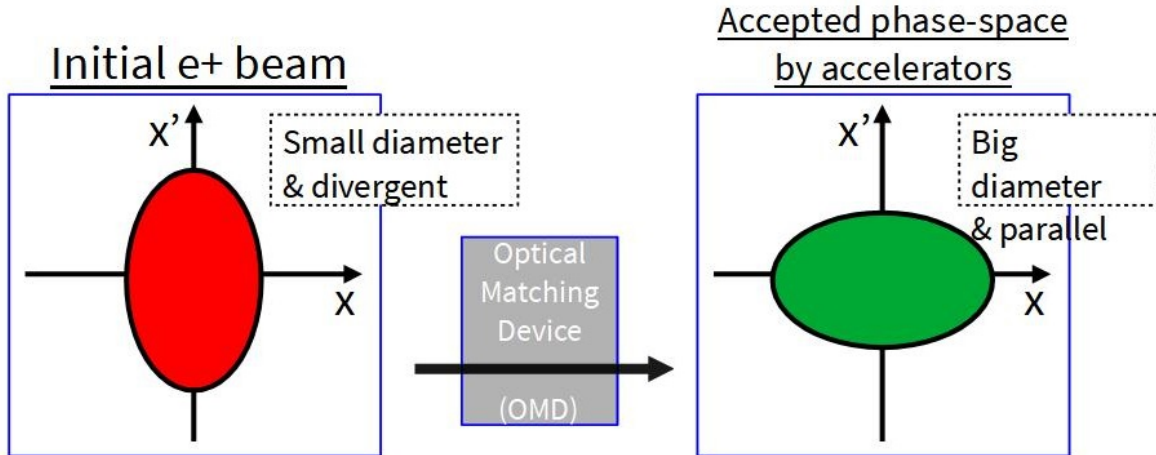 Initial e+ beam
X’
Small diameter
& divergent
X
Optical
Matching
Device
(OMD)
Accepted phase-space
by accelerators
X’
Big
diameter
& parallel
X